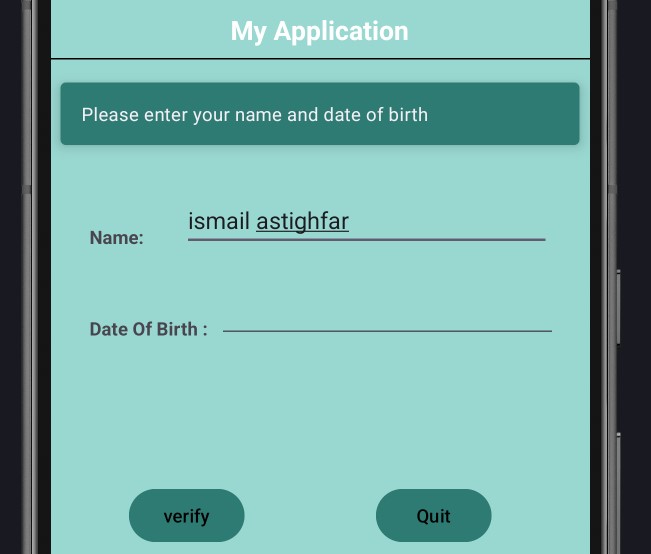 My Application
Please enter your name and date of birth
Name: ismail astighfar
Date Of Birth :
verify Quit